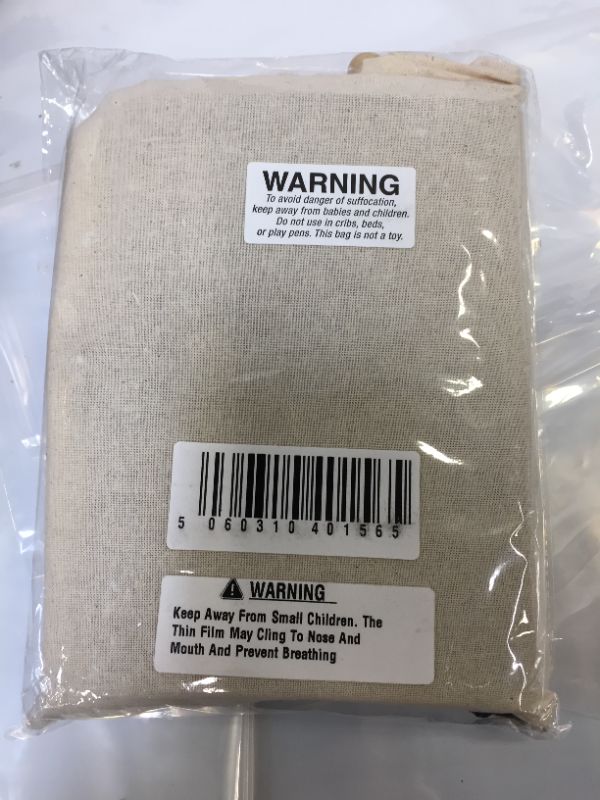 WARNING
To avoid danger of suffocation,
keep away from babies and children.
Do not use in cribs, beds,
or play pens. This bag is not a toy.
5 060310 401565
WARNING
Keep Away From Small Children. The
Thin Film May Cling To Nose And
Mouth And Prevent Breathing